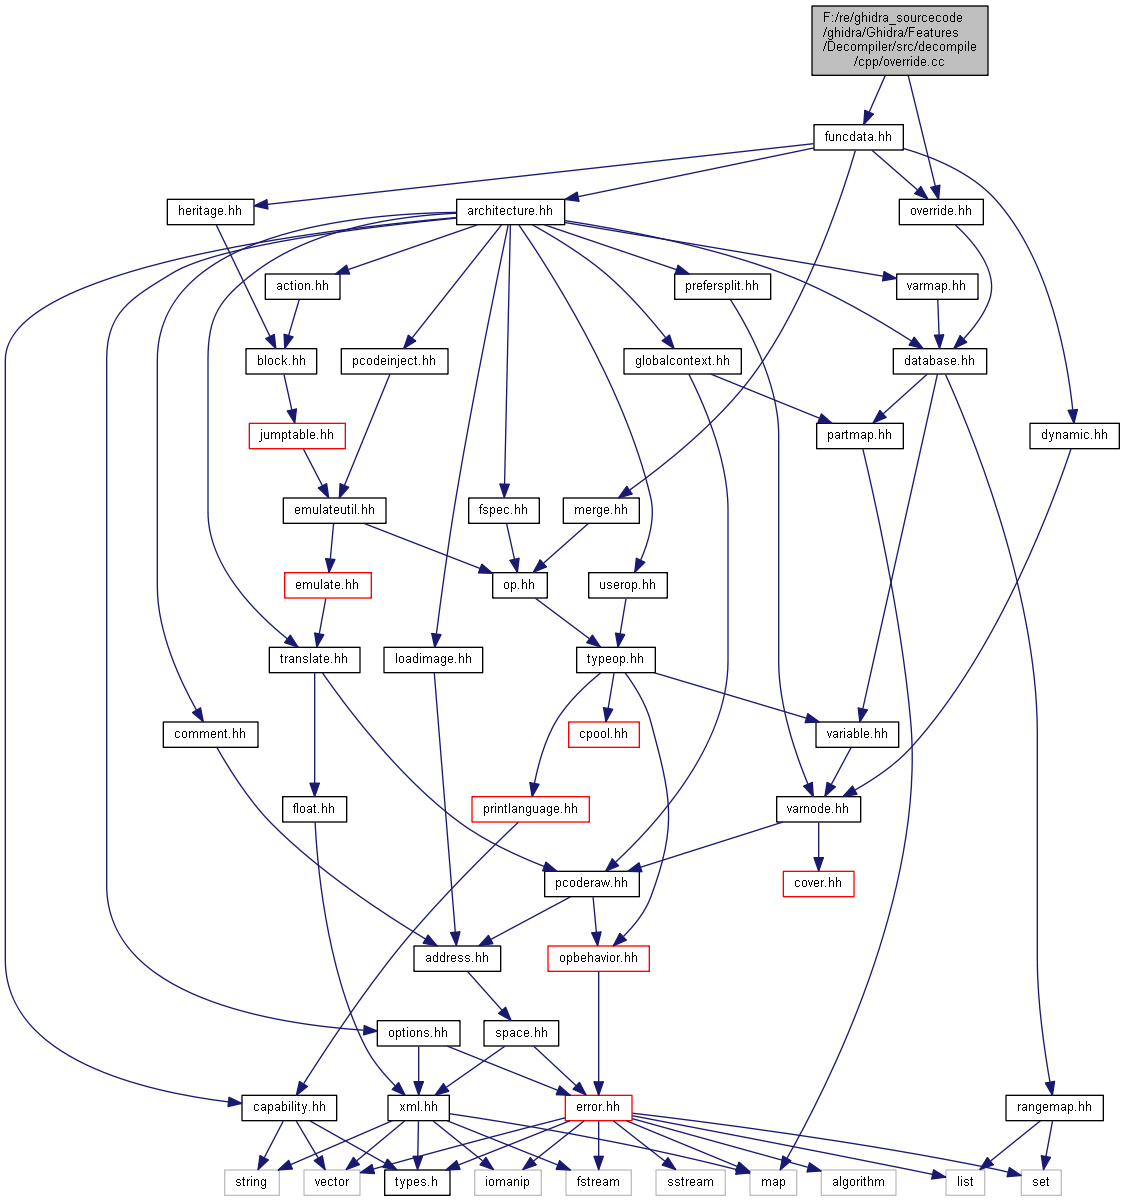 F:/re/ghidra_sourcecode
/ghidra/Ghidra/Features
/Decompiler/src/decompile
/cpp/override.cc
funcdata.hh
heritage.hh
architecture.hh
override.hh
action.hh
prefersplit.hh
varmap.hh
block.hh
pcodeinject.hh
globalcontext.hh
database.hh
jumptable.hh
partmap.hh
dynamic.hh
emulateutil.hh
fspec.hh
merge.hh
emulate.hh
op.hh
userop.hh
translate.hh
loadimage.hh
typeop.hh
comment.hh
cpool.hh
variable.hh
float.hh
printlanguage.hh
varnode.hh
pcoderaw.hh
cover.hh
address.hh
opbehavior.hh
options.hh
space.hh
capability.hh
xml.hh
error.hh
rangemap.hh
string
vector
types.h
iomanip
fstream
sstream
map
algorithm
list
set